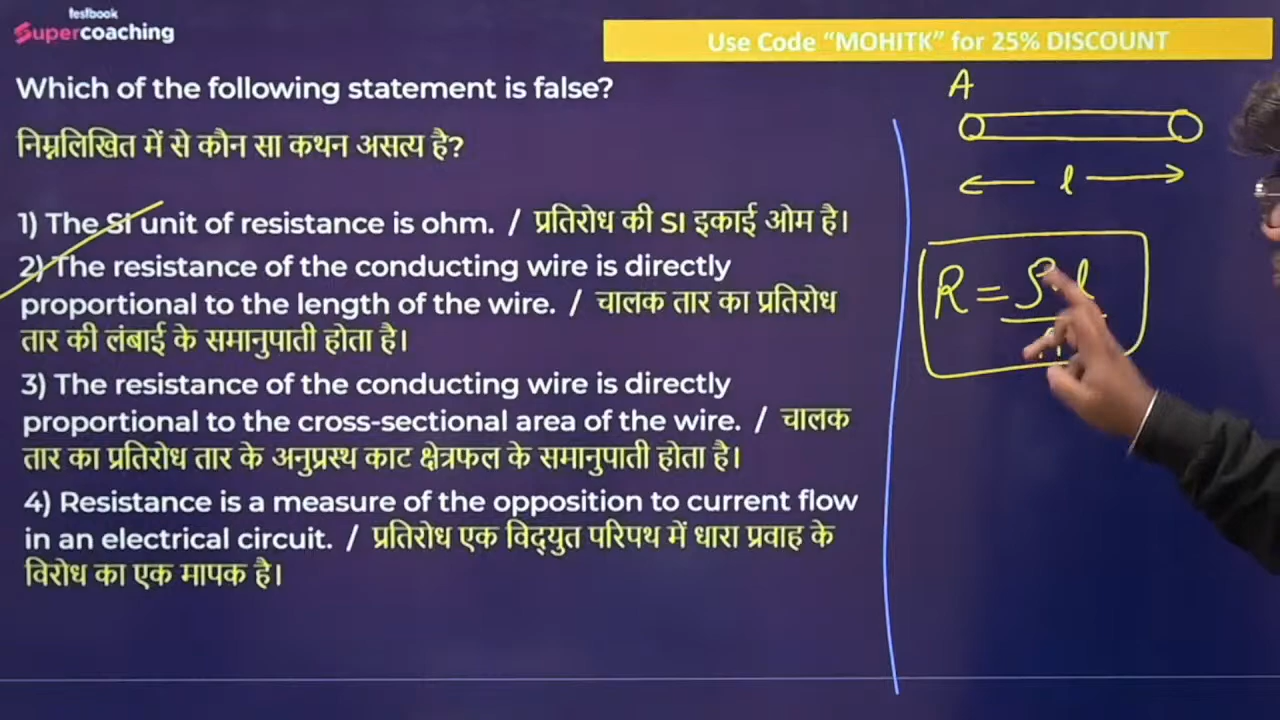 testbook
Supercoaching
Use Code “MOHITK” for 25% DISCOUNT
Which of the following statement is false?
निम्नलिखित में से कौन सा कथन असत्य है?
1) The SI unit of resistance is ohm. / प्रतिरोध की SI इकाई ओम है।
2) The resistance of the conducting wire is directly
proportional to the length of the wire. / चालक तार का प्रतिरोध
तार की लंबाई के समानुपाती होता है।
3) The resistance of the conducting wire is directly
proportional to the cross-sectional area of the wire. / चालक
तार का प्रतिरोध तार के अनुप्रस्थ काट क्षेत्रफल के समानुपाती होता है।
4) Resistance is a measure of the opposition to current flow
in an electrical circuit. / प्रतिरोध एक विद्युत परिपथ में धारा प्रवाह के
विरोध का एक मापक है।
A
l
R = ρ l